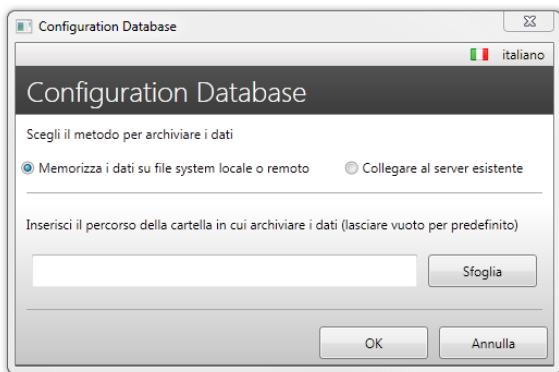 Configuration Database
italiano
Configuration Database
Scegli il metodo per archiviare i dati
Memorizza i dati su file system locale o remoto
Collegare al server esistente
Inserisci il percorso della cartella in cui archiviare i dati (lasciare vuoto per predefinito)
Sfoglia
OK
Annulla